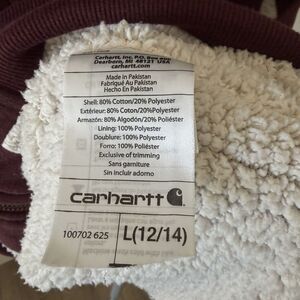 Carhartt, Inc. P.O. Box
Dearborn, MI 48121 USA
carhartt.com
Made in Pakistan
Fabriqué Au Pakistan
Hecho En Pakistan
Shell: 80% Cotton/20% Polyester
Extérieur: 80% Coton/20%Polyester
Armazón: 80% Algodón/20% Poliéster
Lining: 100% Polyester
Doublure: 100% Polyester
Forro: 100% Poliéster
Exclusive of trimming
Sans garniture
Sin incluir adorno
carhartt
100702 625
L(12/14)